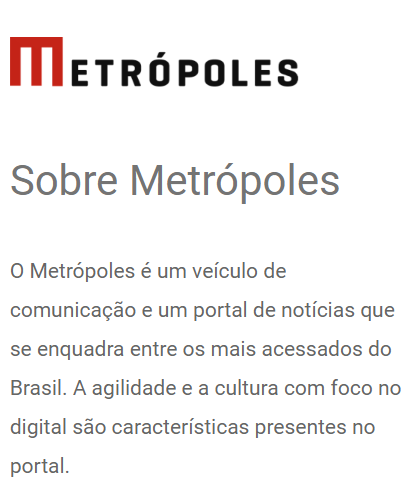 METRÓPOLES
Sobre Metrópoles
O Metrópoles é um veículo de
comunicação e um portal de notícias que
se enquadra entre os mais acessados do
Brasil. A agilidade e a cultura com foco no
digital são características presentes no
portal.